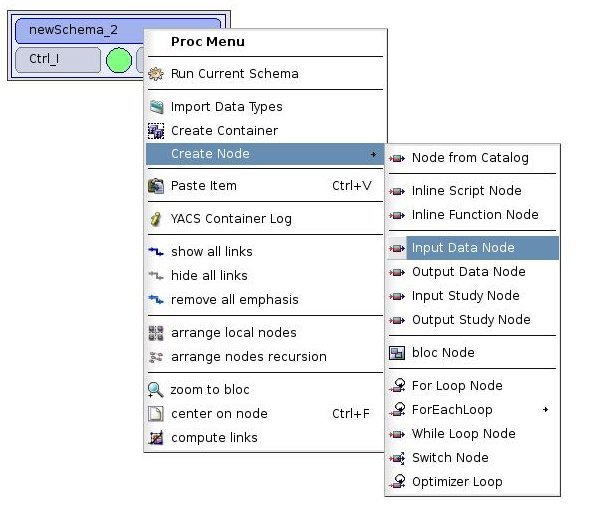 newSchema_2
Ctrl_I
Proc Menu
Run Current Schema
Import Data Types
Create Container
Create Node
Paste Item Ctrl+V
YACS Container Log
show all links
hide all links
remove all emphasis
arrange local nodes
arrange nodes recursion
zoom to bloc
center on node Ctrl+F
compute links
Node from Catalog
Inline Script Node
Inline Function Node
Input Data Node
Output Data Node
Input Study Node
Output Study Node
bloc Node
For Loop Node
ForEachLoop
While Loop Node
Switch Node
Optimizer Loop